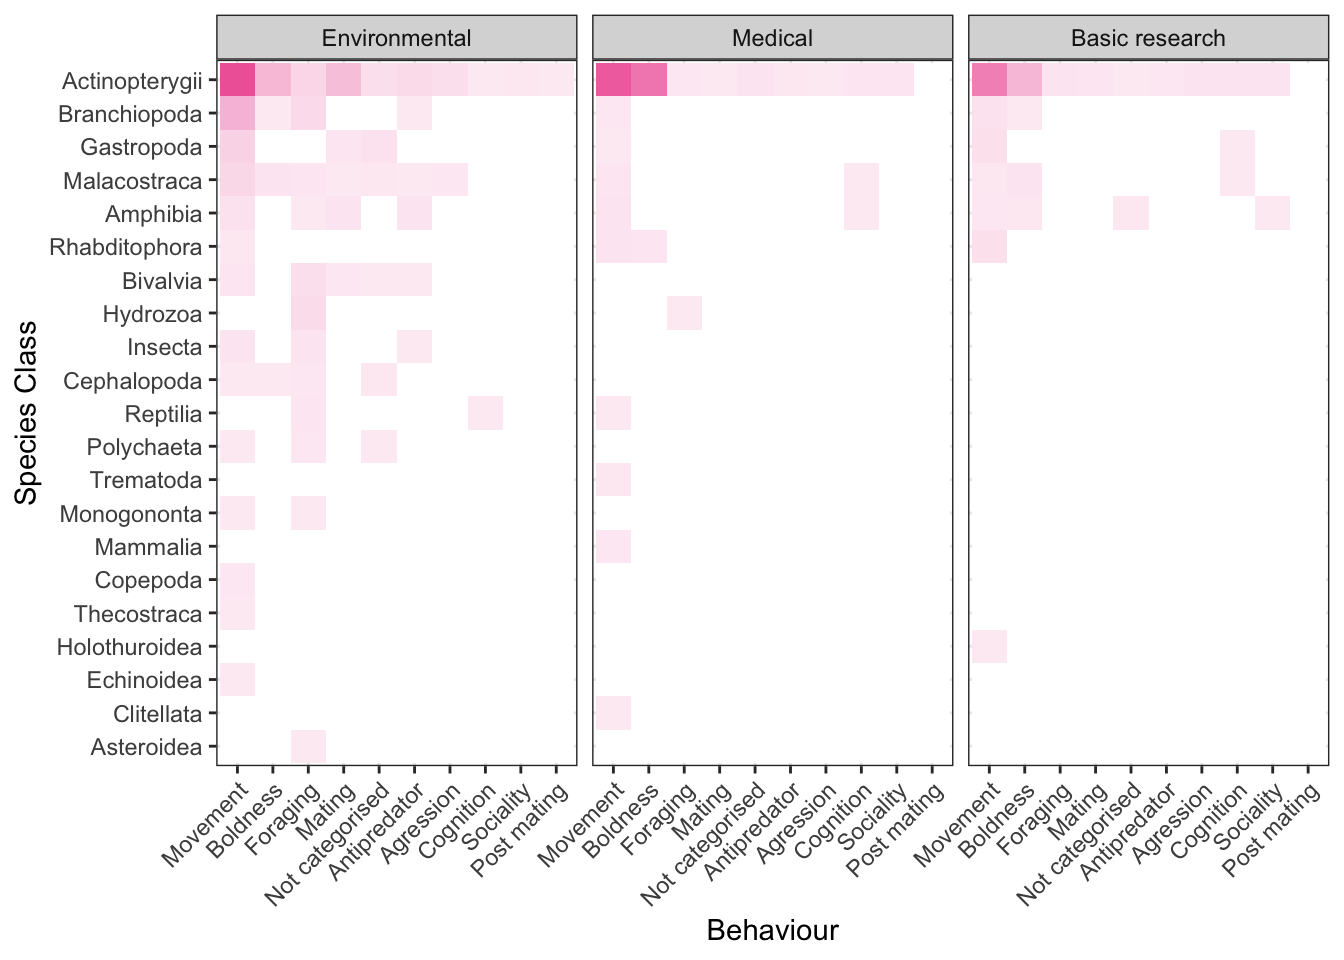 Environmental
Medical
Basic research
Species Class
Actinopterygii
Branchiopoda
Gastropoda
Malacostraca
Amphibia
Rhabditophora
Bivalvia
Hydrozoa
Insecta
Cephalopoda
Reptilia
Polychaeta
Trematoda
Monogononta
Mammalia
Copepoda
Thecostraca
Holothuroidea
Echinoidea
Clitellata
Asteroidea
Movement
Boldness
Foraging
Mating
Not categorised
Antipredator
Agression
Cognition
Sociality
Post mating
Movement
Boldness
Foraging
Mating
Not categorised
Antipredator
Agression
Cognition
Sociality
Post mating
Movement
Boldness
Foraging
Mating
Not categorised
Antipredator
Agression
Cognition
Sociality
Post mating
Behaviour